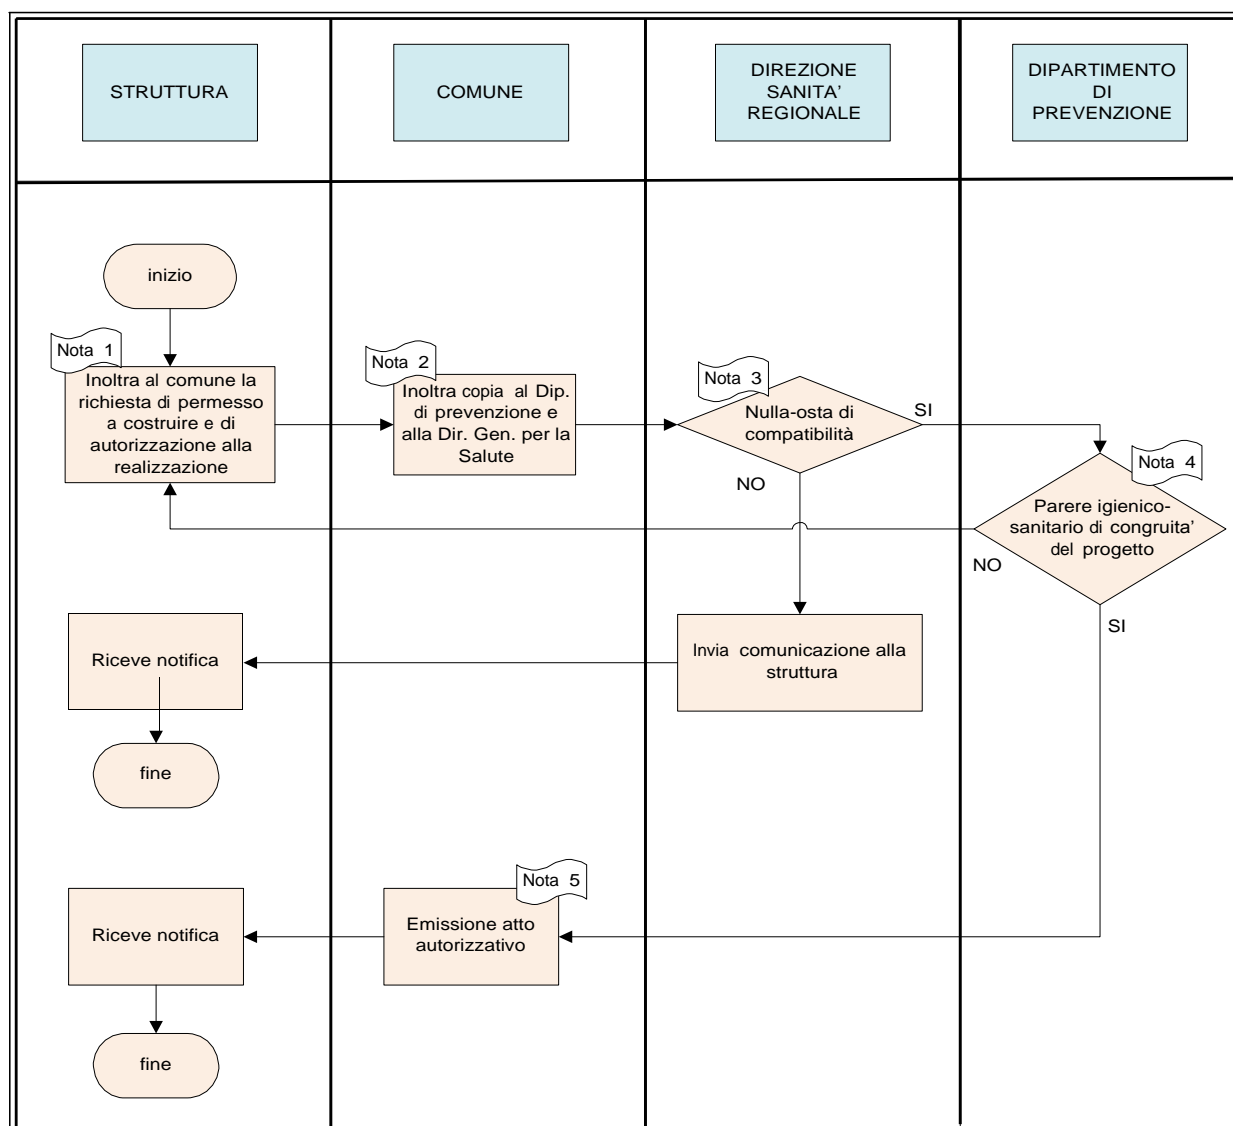 STRUTTURA
COMUNE
DIREZIONE
SANITA'
REGIONALE
DIPARTIMENTO
DI
PREVENZIONE
inizio
Nota 1
Inoltra al comune la
richiesta di permesso
a costruire e di
autorizzazione alla
realizzazione
Nota 2
Inoltra copia al Dip.
di prevenzione e
alla Dir. Gen. per la
Salute
Nota 3
Nulla-osta di
compatibilità
SI
NO
Nota 4
Parere igienico-
sanitario di congruita'
del progetto
NO
SI
Riceve notifica
Invia comunicazione alla
struttura
fine
Nota 5
Riceve notifica
Emissione atto
autorizzativo
fine